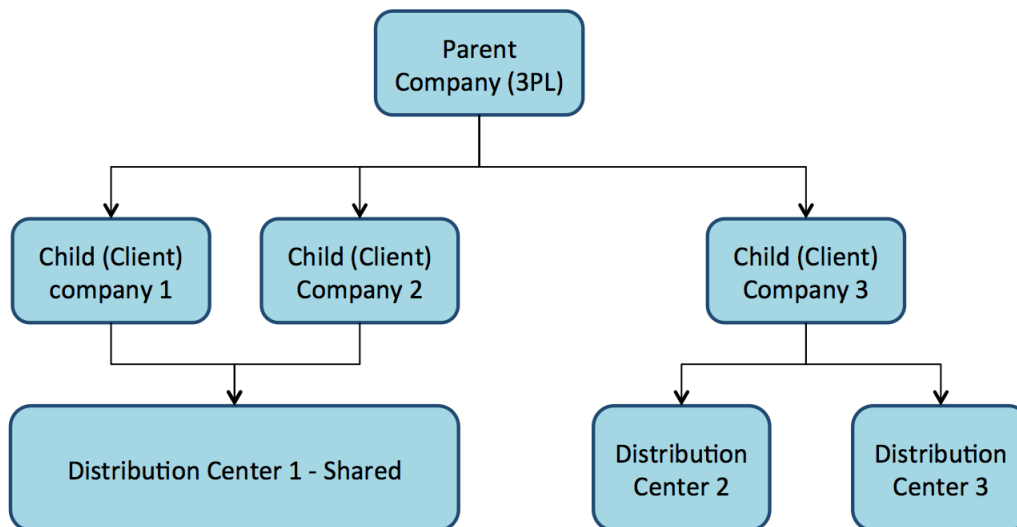 Parent
Company (3PL)
Child (Client)
company 1
Child (Client)
Company 2
Child (Client)
Company 3
Distribution Center 1 - Shared
Distribution
Center 2
Distribution
Center 3